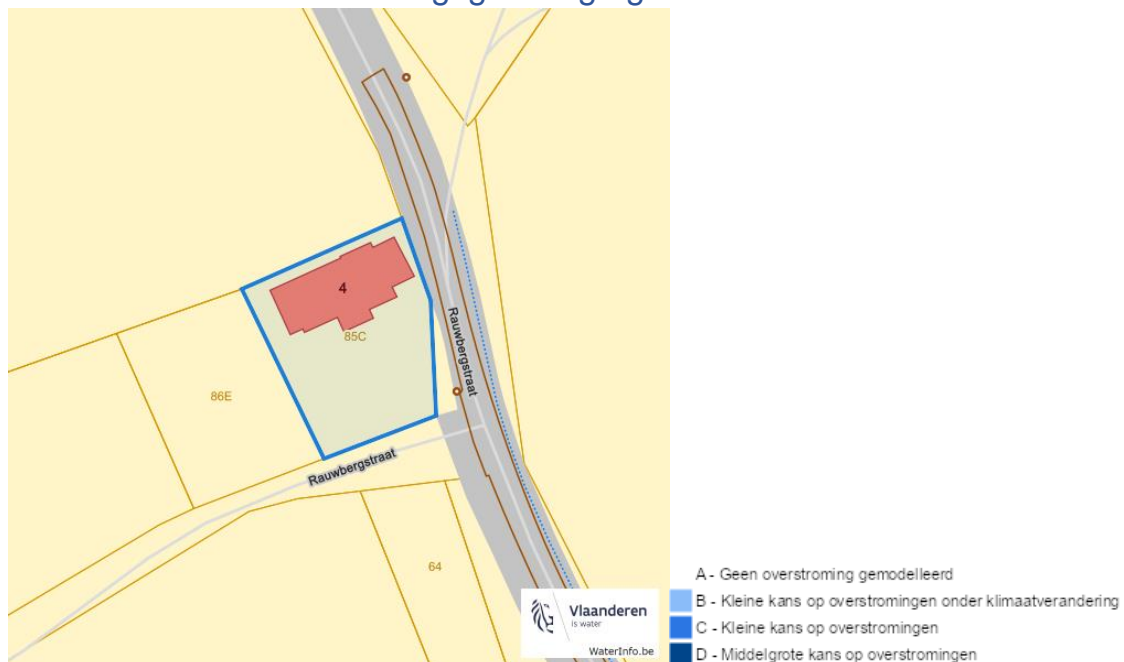 4
85C
86E
Rauwbergstraat
Rauwbergstraat
64
Vlaanderen
is water
WaterInfo.be
A - Geen overstroming gemodelleerd
B - Kleine kans op overstromingen onder klimaatverandering
C - Kleine kans op overstromingen
D - Middelgrote kans op overstromingen